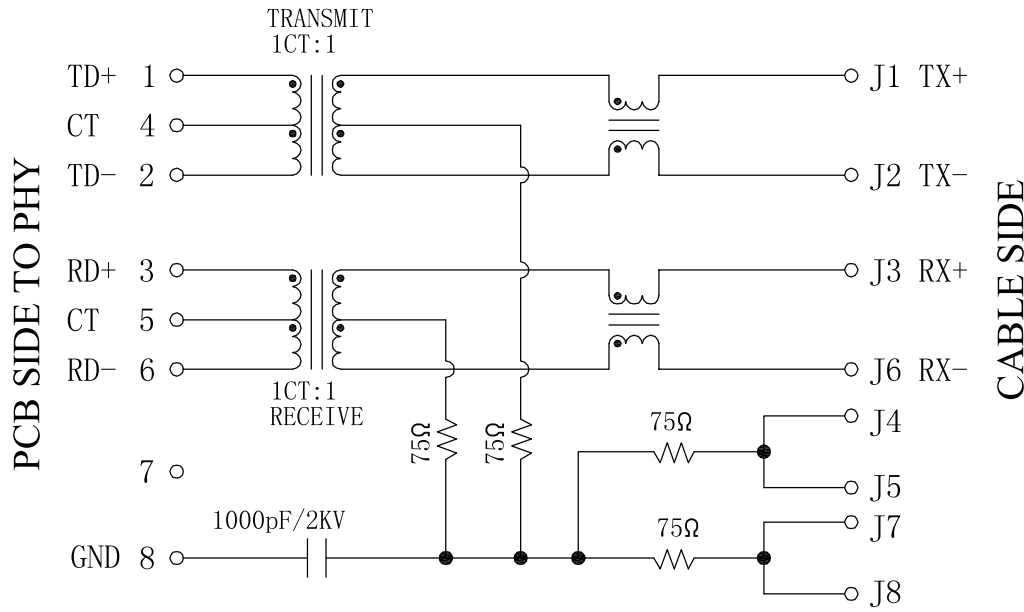 TRANSMIT
1CT:1
TD+ 1
J1 TX+
CT 4
TD- 2
J2 TX-
PCB SIDE TO PHY
CABLE SIDE
RD+ 3
J3 RX+
CT 5
RD- 6
J6 RX-
1CT:1
RECEIVE
75Ω
75Ω
75Ω
J4
7
J5
1000pF/2KV
75Ω
J7
GND 8
J8